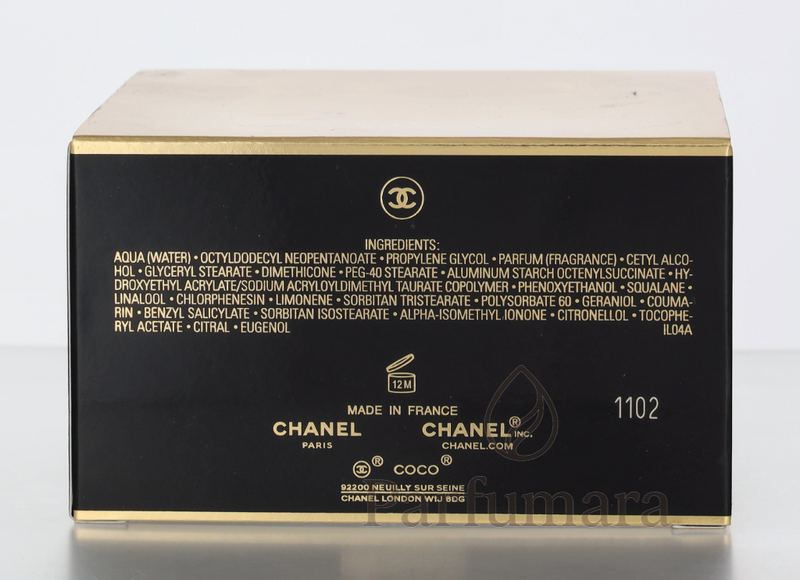 INGREDIENTS:
AQUA (WATER) • OCTYLDODECYL NEOPENTANOATE • PROPYLENE GLYCOL • PARFUM (FRAGRANCE) • CETYL ALCO-
HOL • GLYCERYL STEARATE • DIMETHICONE • PEG-40 STEARATE • ALUMINUM STARCH OCTENYLSUCCINATE • HY-
DROXYETHYL ACRYLATE/SODIUM ACRYLOYLDIMETHYL TAURATE COPOLYMER • PHENOXYETHANOL • SQUALANE •
LINALOOL • CHLORPHENESIN • LIMONENE • SORBITAN TRISTEARATE • POLYSORBATE 60 • GERANIOL • COUMA-
RIN • BENZYL SALICYLATE • SORBITAN ISOSTEARATE • ALPHA-ISOMETHYL IONONE • CITRONELLOL • TOCOPHE-
RYL ACETATE • CITRAL • EUGENOL IL04A
12M
1102
MADE IN FRANCE
CHANEL CHANEL® INC.
PARIS CHANEL.COM
® COCO®
92200 NEUILLY SUR SEINE
CHANEL LONDON W1J 6DG
Parfumara